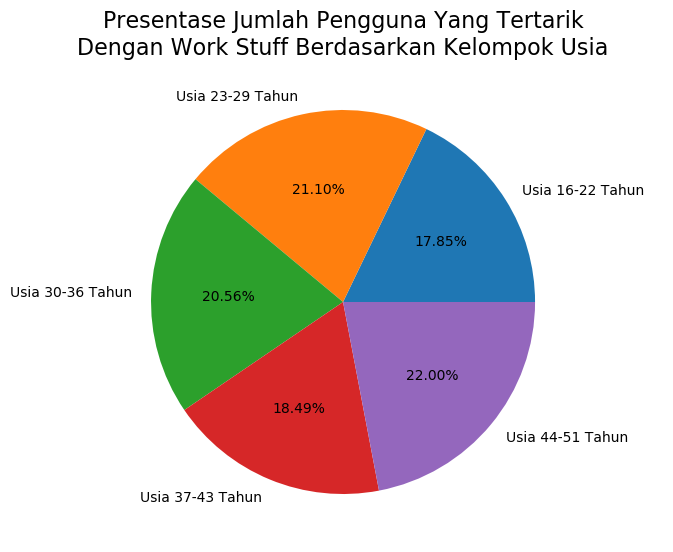 Presentase Jumlah Pengguna Yang Tertarik
Dengan Work Stuff Berdasarkan Kelompok Usia
Usia 23-29 Tahun
21.10%
Usia 16-22 Tahun
17.85%
Usia 30-36 Tahun
20.56%
22.00%
18.49%
Usia 44-51 Tahun
Usia 37-43 Tahun